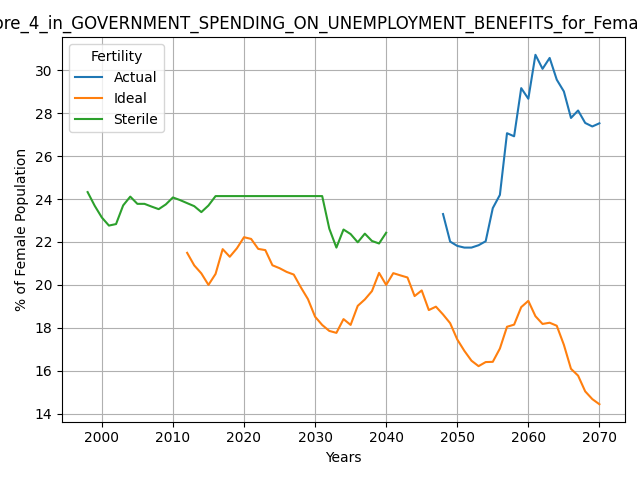 ore_4_in_GOVERNMENT_SPENDING_ON_UNEMPLOYMENT_BENEFITS_for_Fema
Fertility
Actual
Ideal
Sterile
% of Female Population
30
28
26
24
22
20
18
16
14
2000 2010 2020 2030 2040 2050 2060 2070
Years